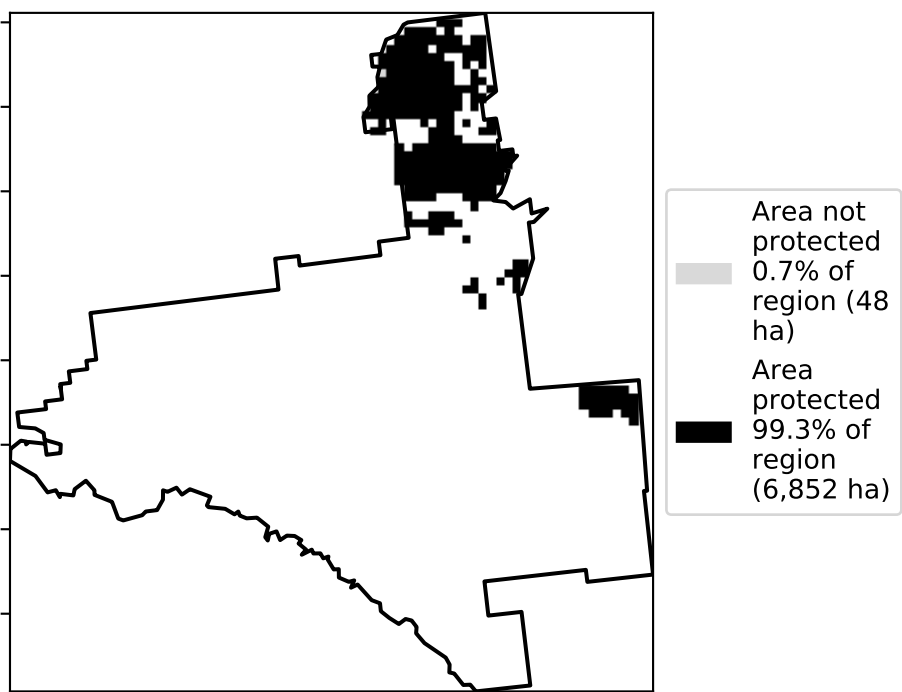 Area not
protected
0.7% of
region (48
ha)
Area
protected
99.3% of
region
(6,852 ha)